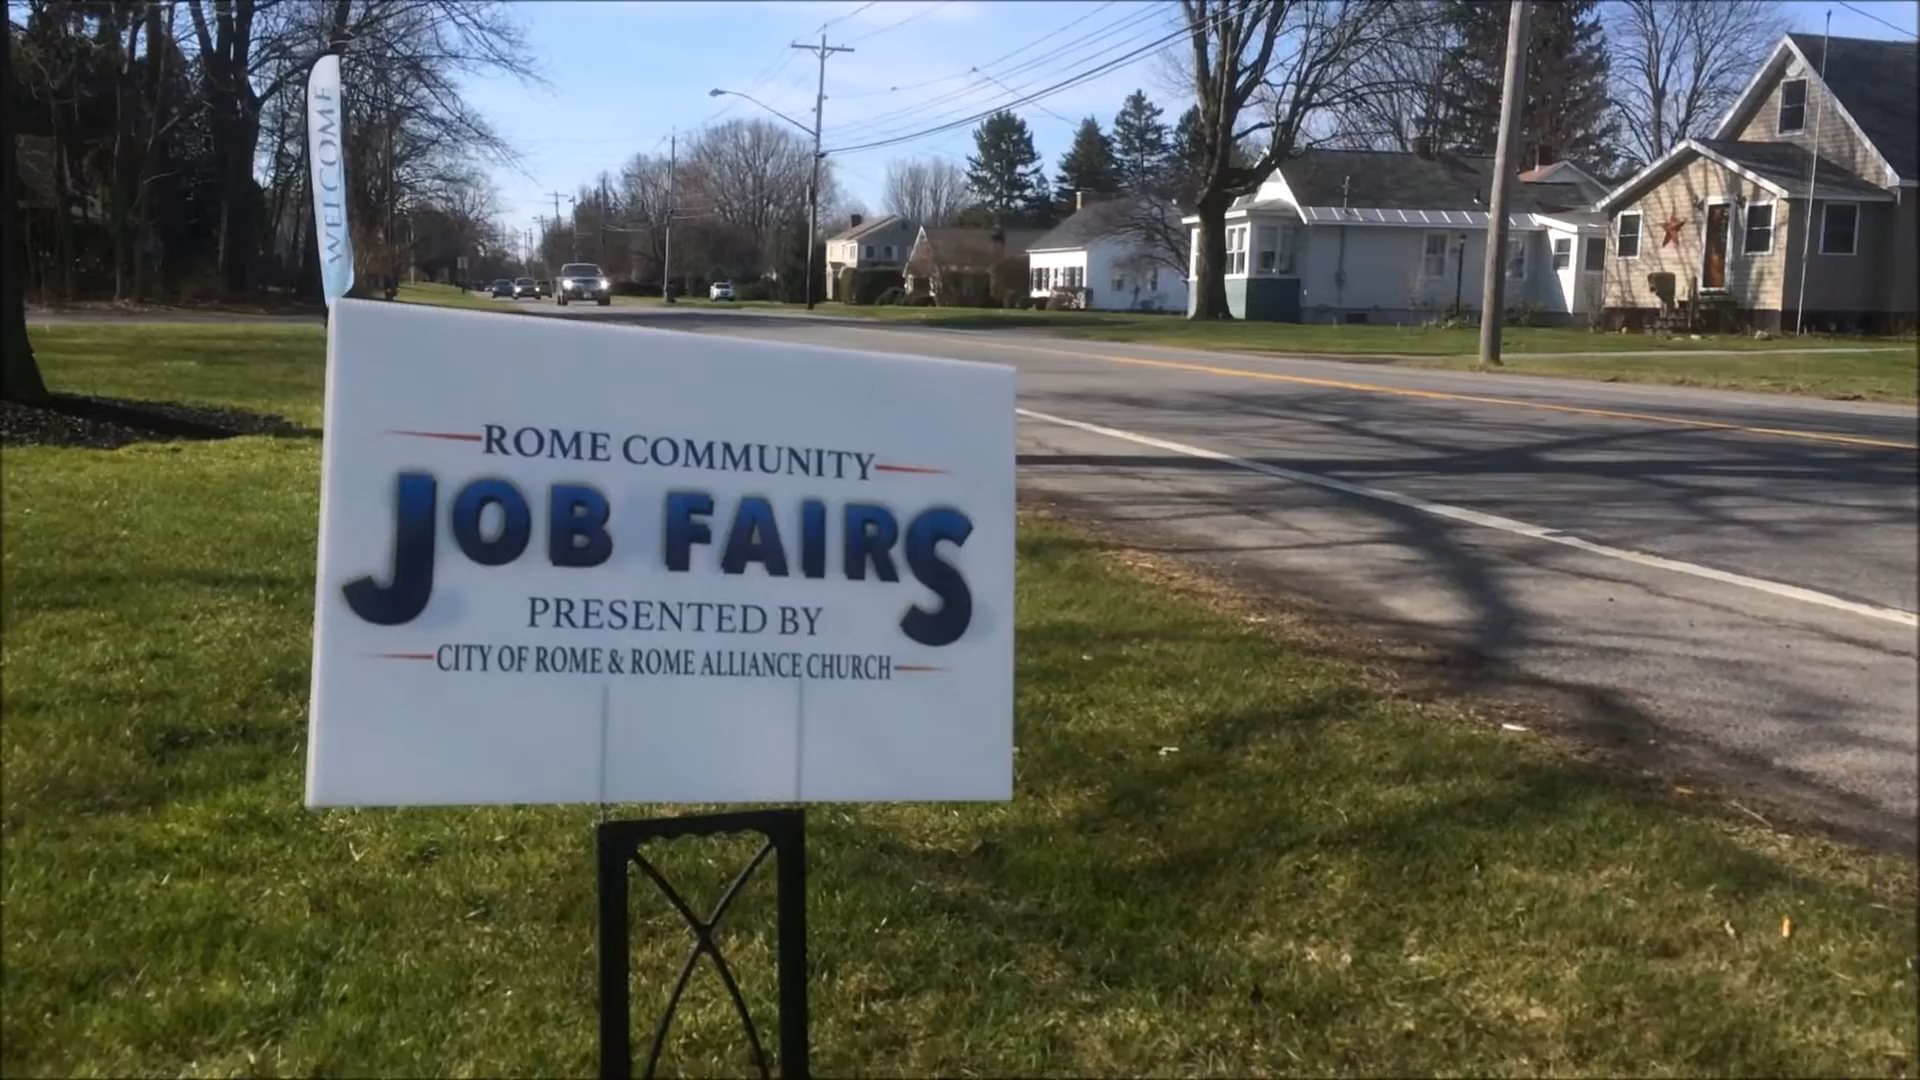 WELCOME
ROME COMMUNITY
JOB FAIRS
PRESENTED BY
CITY OF ROME & ROME ALLIANCE CHURCH